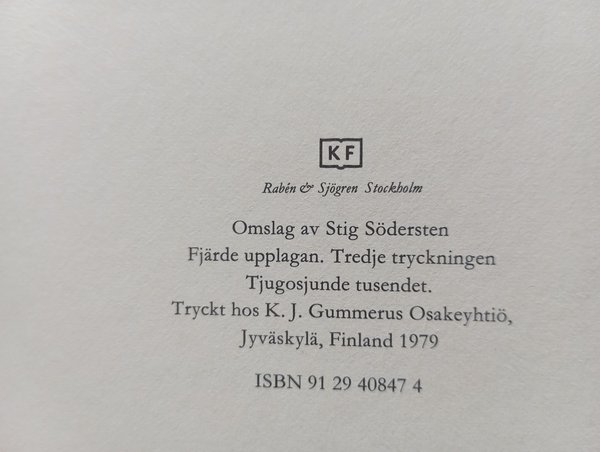 KF
Rabén & Sjögren Stockholm
Omslag av Stig Södersten
Fjärde upplagan. Tredje tryckningen
Tjugosjunde tusendet.
Tryckt hos K. J. Gummerus Osakeyhtiö,
Jyväskylä, Finland 1979
ISBN 91 29 40847 4